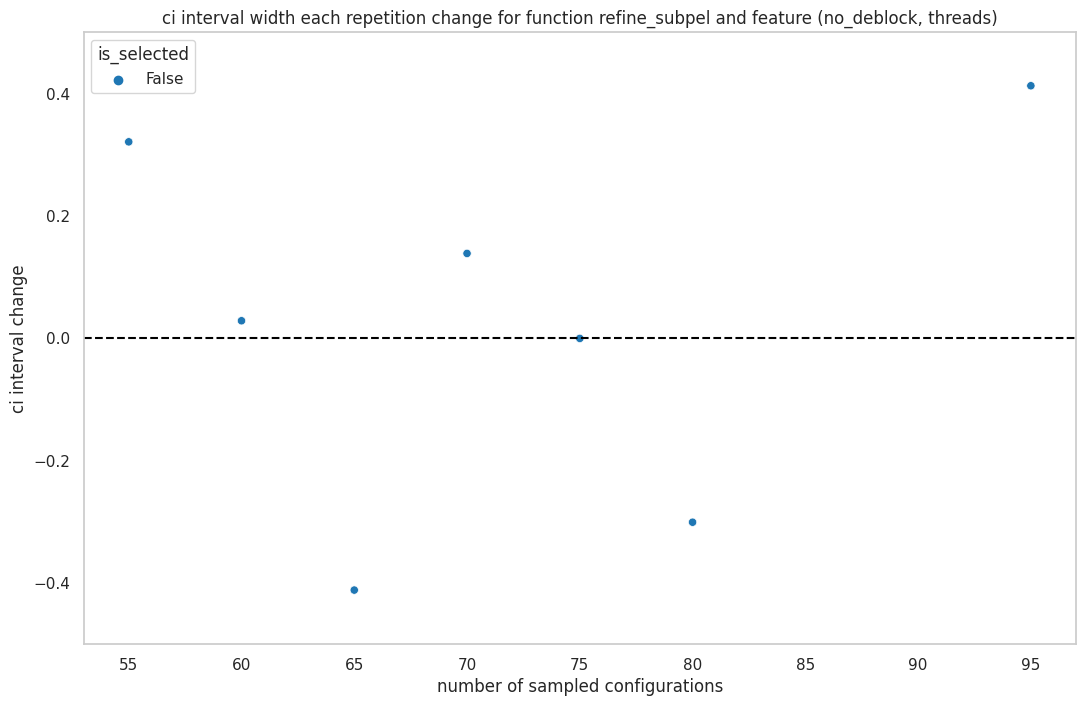 ci interval width each repetition change for function refine_subpel and feature (no_deblock, threads)
is_selected
False
ci interval change
0.4
0.2
0.0
−0.2
−0.4
55 60 65 70 75 80 85 90 95
number of sampled configurations